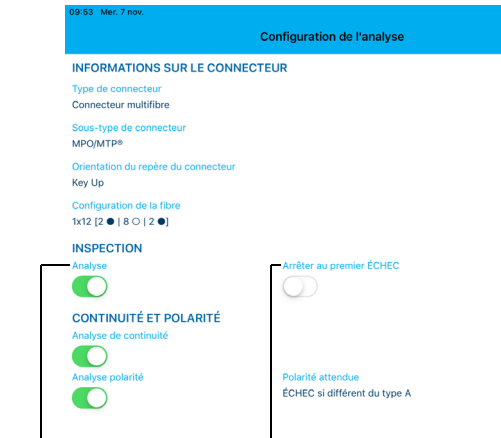 09:53 Mer. 7 nov.
Configuration de l'analyse
INFORMATIONS SUR LE CONNECTEUR
Type de connecteur
Connecteur multifibre
Sous-type de connecteur
MPO/MTP®
Orientation du repère du connecteur
Key Up
Configuration de la fibre
1x12 [2 ● | 8 ○ | 2 ●]
INSPECTION
Analyse
Arrêter au premier ÉCHEC
CONTINUITÉ ET POLARITÉ
Analyse de continuité
Analyse polarité
Polarité attendue
ÉCHEC si différent du type A